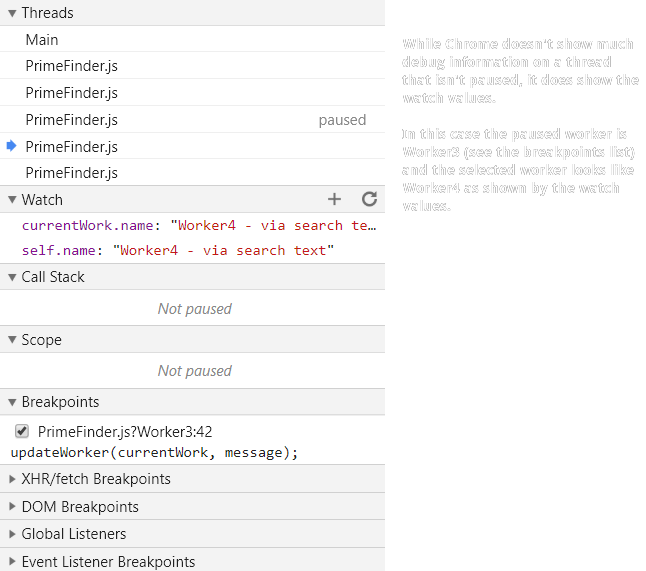 Threads
Main
PrimeFinder.js
PrimeFinder.js
PrimeFinder.js paused
PrimeFinder.js
PrimeFinder.js
Watch
currentWork.name: "Worker4 - via search te…
self.name: "Worker4 - via search text"
Call Stack
Not paused
Scope
Not paused
Breakpoints
PrimeFinder.js?Worker3:42
updateWorker(currentWork, message);
XHR/fetch Breakpoints
DOM Breakpoints
Global Listeners
Event Listener Breakpoints
While Chrome doesn't show much
debug information on a thread
that isn't paused, it does show the
watch values.
In this case the paused worker is
Worker3 (see the breakpoints list)
and the selected worker looks like
Worker4 as shown by the watch
values.